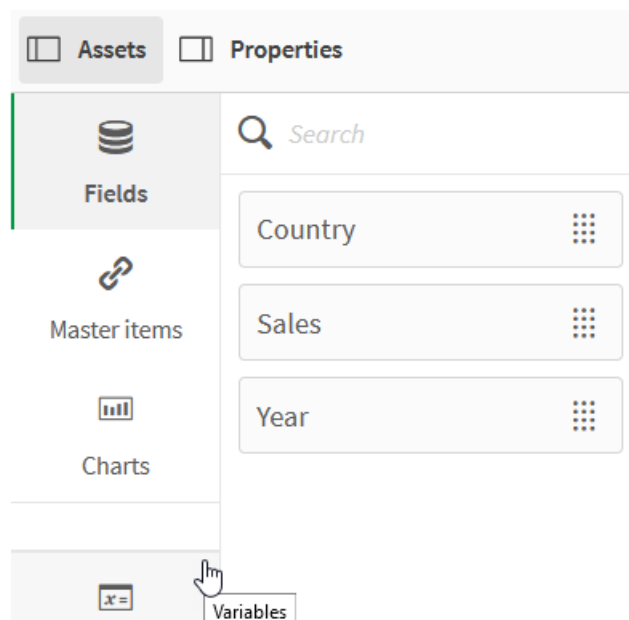 Assets Properties
Search
Fields
Country
Master items
Sales
Year
Charts
x=
Variables